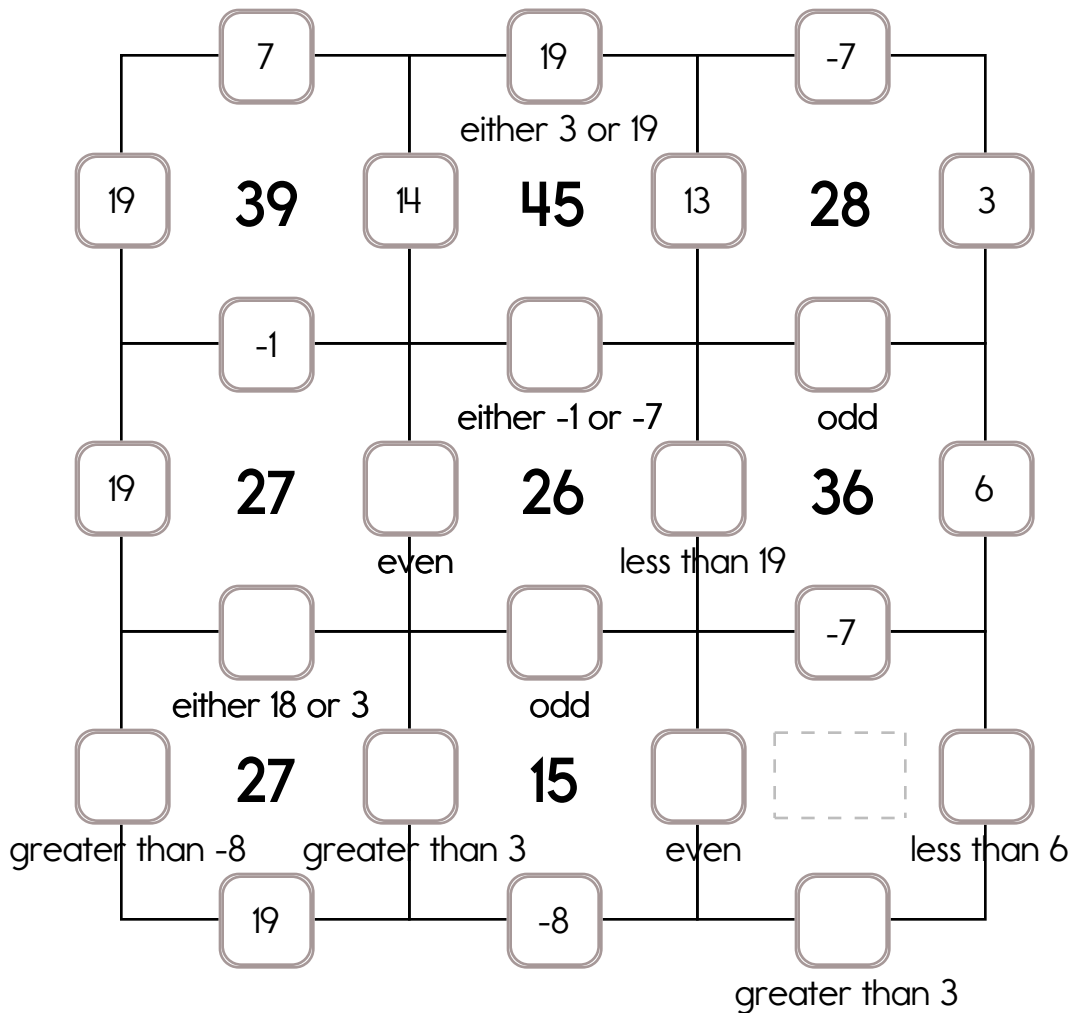 7 19 -7
either 3 or 19
19 39 14 45 13 28 3
-1
either -1 or -7 odd
19 27 26 36 6
even less than 19
-7
either 18 or 3 odd
27 15
greater than -8 greater than 3 even less than 6
19 -8
greater than 3